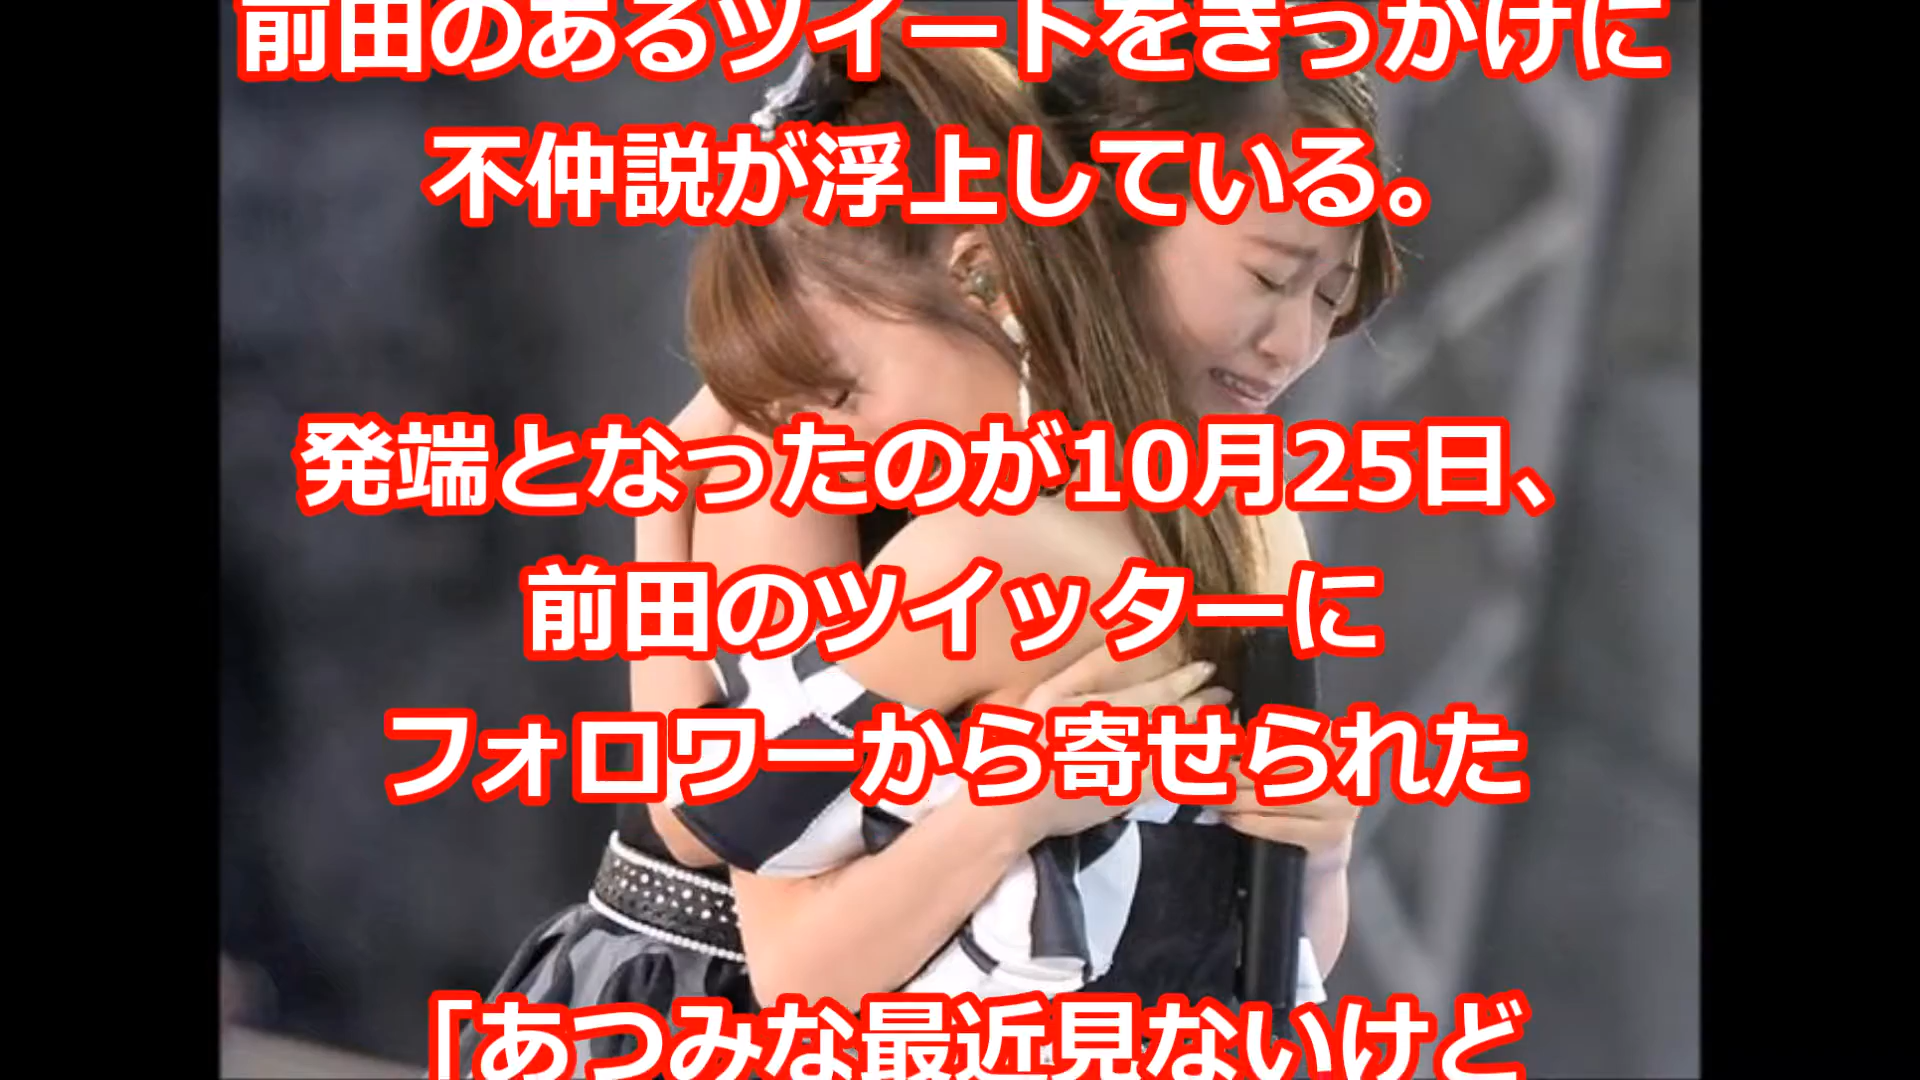 前田のあるツイートをきっかけに
不仲説が浮上している。
発端となったのが10月25日、
前田のツイッターに
フォロワーから寄せられた
「あつみな最近見ないけど